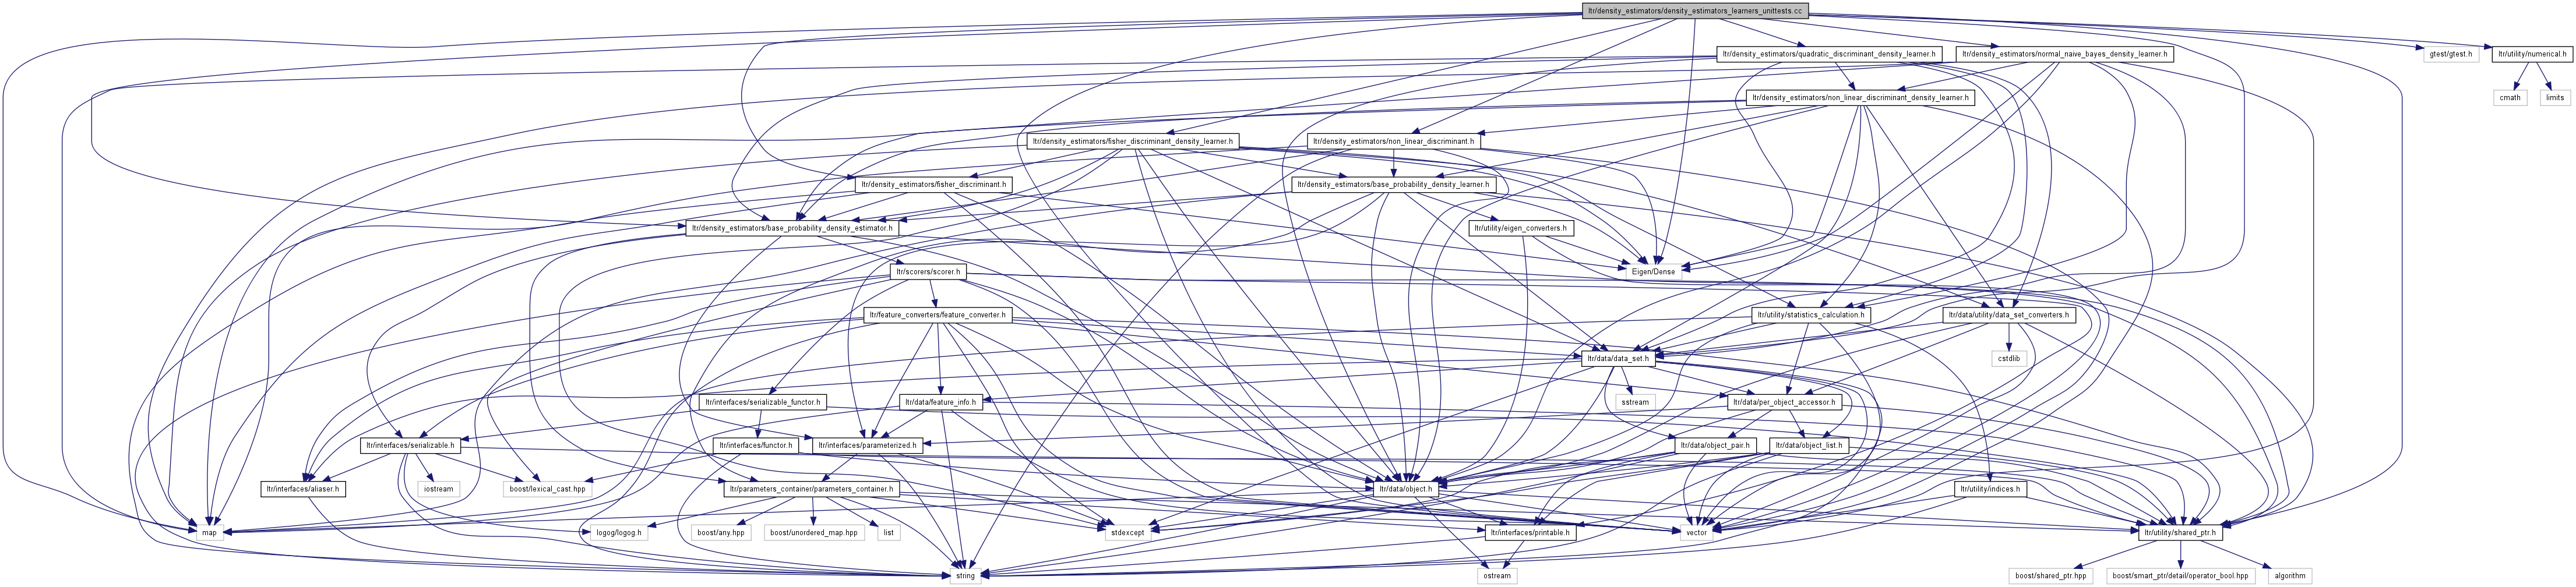 ltr/density_estimators/density_estimators_learners_unittests.cc
ltr/density_estimators/quadratic_discriminant_density_learner.h
ltr/density_estimators/normal_naive_bayes_density_learner.h
gtest/gtest.h
ltr/utility/numerical.h
ltr/density_estimators/non_linear_discriminant_density_learner.h
cmath
limits
ltr/density_estimators/fisher_discriminant_density_learner.h
ltr/density_estimators/non_linear_discriminant.h
ltr/density_estimators/fisher_discriminant.h
ltr/density_estimators/base_probability_density_learner.h
ltr/density_estimators/base_probability_density_estimator.h
ltr/utility/eigen_converters.h
ltr/scorers/scorer.h
Eigen/Dense
ltr/feature_converters/feature_converter.h
ltr/utility/statistics_calculation.h
ltr/data/utility/data_set_converters.h
ltr/data/data_set.h
cstdlib
ltr/interfaces/serializable_functor.h
ltr/data/feature_info.h
sstream
ltr/data/per_object_accessor.h
ltr/interfaces/serializable.h
ltr/interfaces/functor.h
ltr/interfaces/parameterized.h
ltr/data/object_pair.h
ltr/data/object_list.h
ltr/interfaces/aliaser.h
iostream
boost/lexical_cast.hpp
ltr/parameters_container/parameters_container.h
ltr/data/object.h
ltr/utility/indices.h
map
logog/logog.h
boost/any.hpp
boost/unordered_map.hpp
list
stdexcept
ltr/interfaces/printable.h
vector
ltr/utility/shared_ptr.h
string
ostream
boost/shared_ptr.hpp
boost/smart_ptr/detail/operator_bool.hpp
algorithm